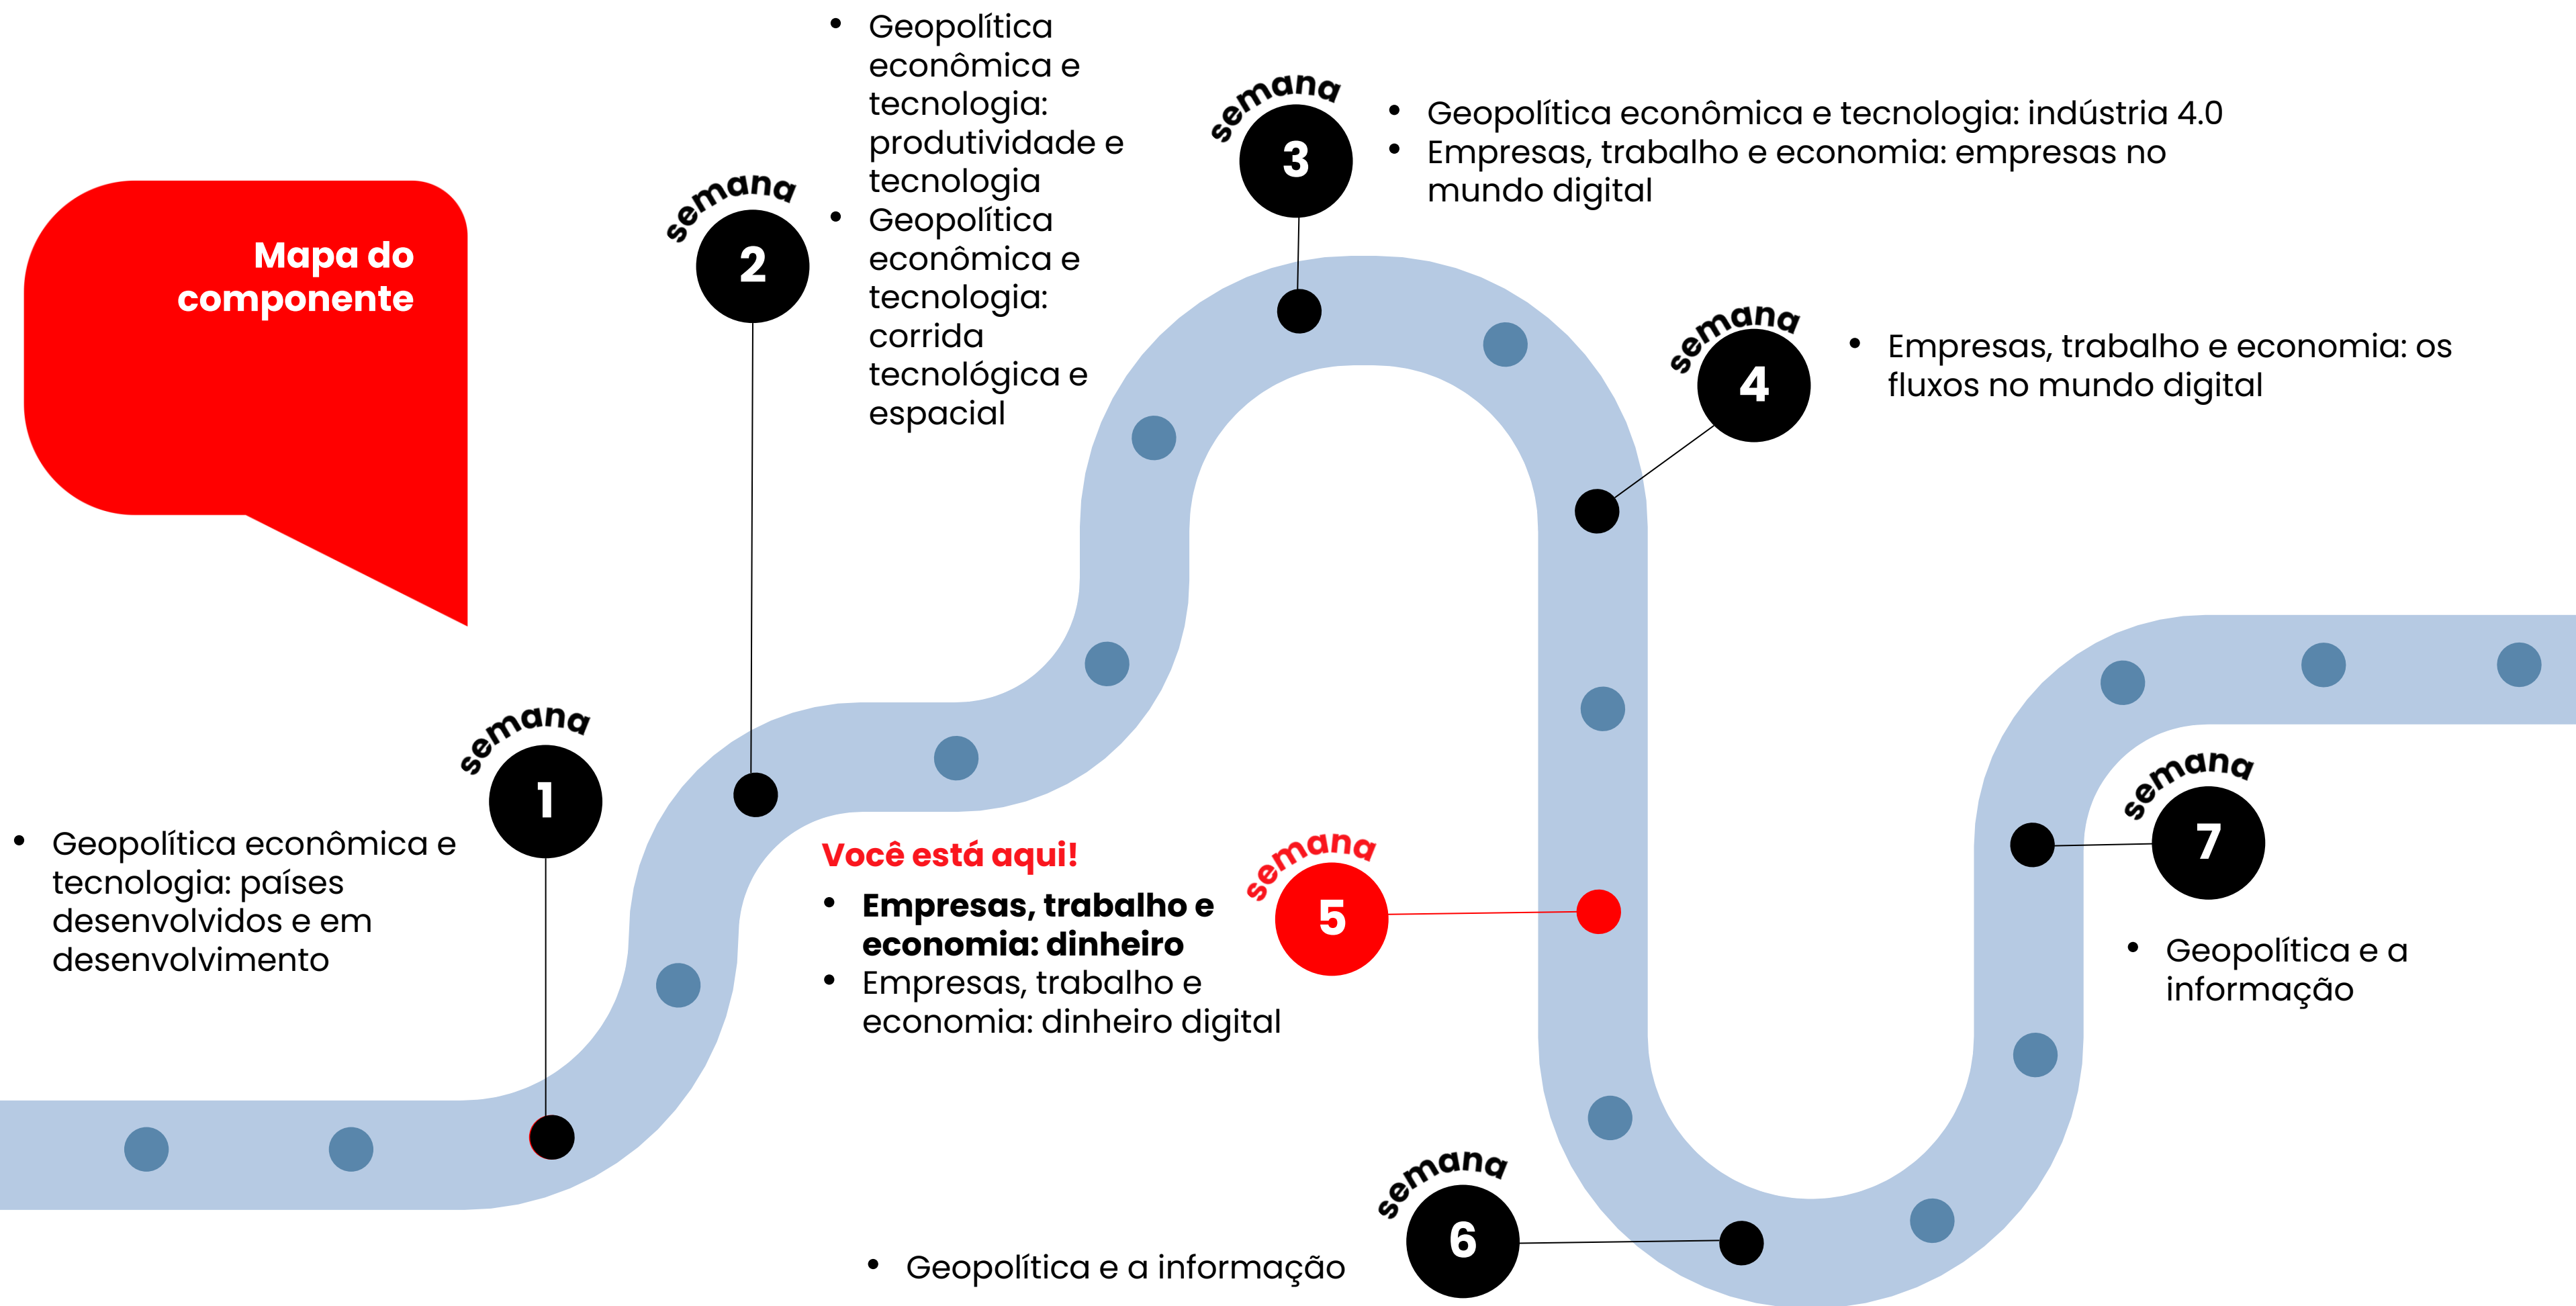 Mapa do
componente
semana
1
• Geopolítica econômica e
tecnologia: países
desenvolvidos e em
desenvolvimento
semana
2
• Geopolítica
econômica e
tecnologia:
produtividade e
tecnologia
• Geopolítica
econômica e
tecnologia:
corrida
tecnológica e
espacial
semana
3
• Geopolítica econômica e tecnologia: indústria 4.0
• Empresas, trabalho e economia: empresas no
mundo digital
semana
4
• Empresas, trabalho e economia: os
fluxos no mundo digital
Você está aqui!
semana
5
• Empresas, trabalho e
economia: dinheiro
• Empresas, trabalho e
economia: dinheiro digital
semana
6
• Geopolítica e a informação
semana
7
• Geopolítica e a
informação